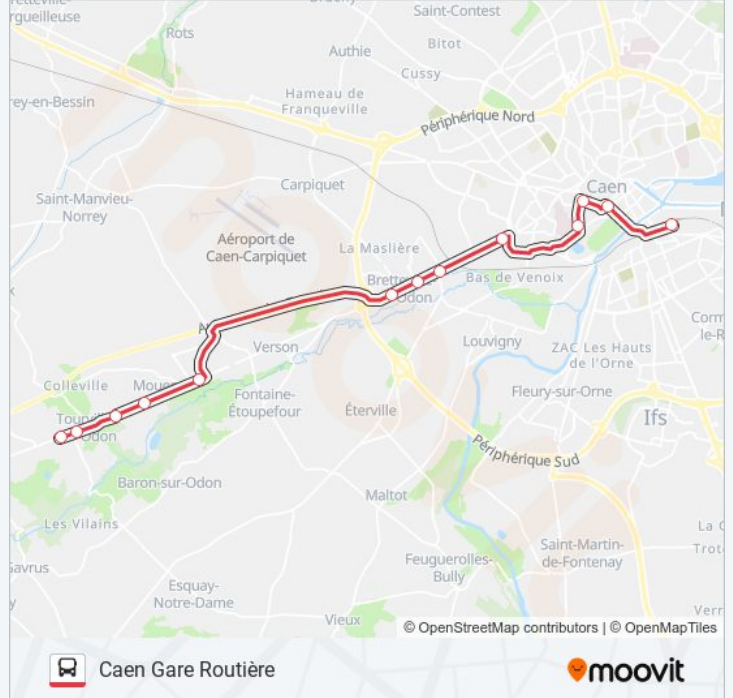 Saint-Contest
Rots
Bitot
Authie
Cussy
Hameau de
Franqueville
Périphérique Nord
Carpiquet
Caen
Saint-Manvieu-
Norrey
Aéroport de
Caen-Carpiquet
La Maslière
Bas de Venoix
Odon
Louvigny
Verson
ZAC Les Hauts
de l'Orne
Colleville
Fontaine-
Étoupefour
Fleury-sur-Orne
Éterville
Ifs
Odon
Périphérique Sud
Baron-sur-Odon
Maltot
Les Vilains
Saint-Martin-
de-Fontenay
Feuguerolles-
Bully
Esquay-
Notre-Dame
Vieux
© OpenStreetMap contributors | © OpenMapTiles
Caen Gare Routière
moovit